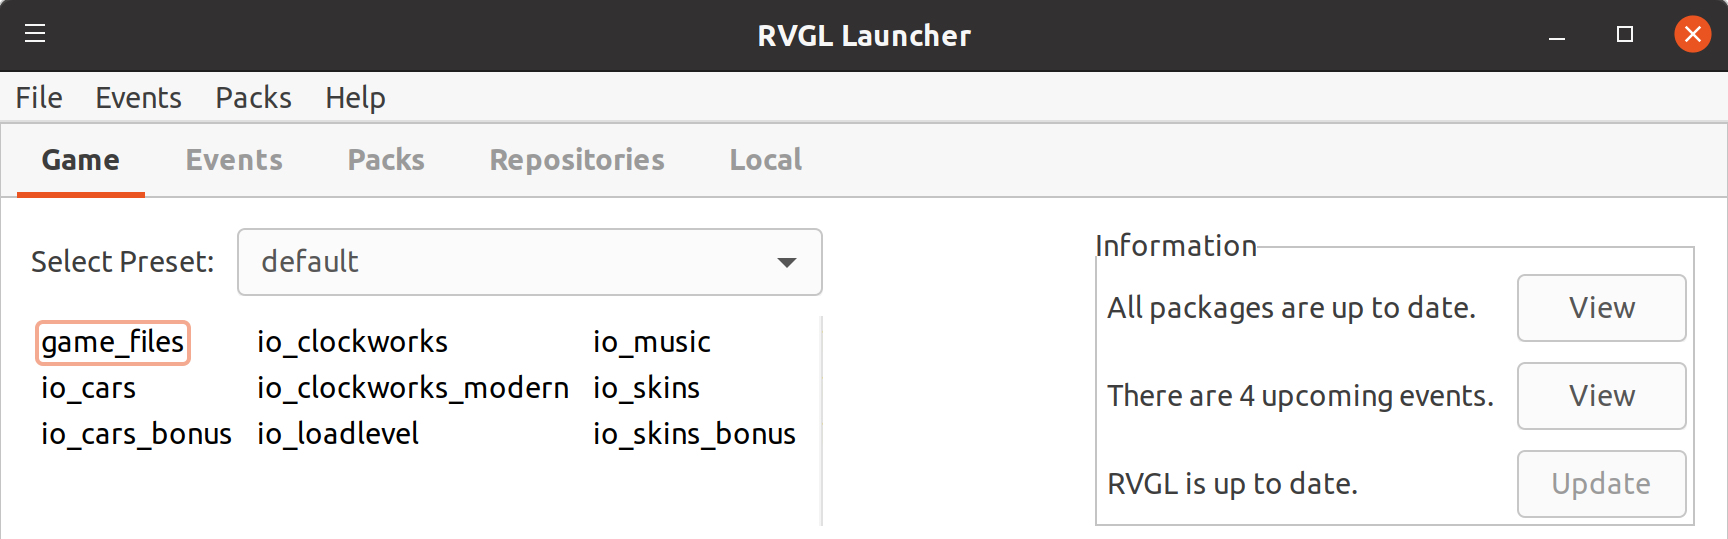 RVGL Launcher
File Events Packs Help
Game Events Packs Repositories Local
Select Preset: default
game_files io_clockworks io_music
io_cars io_clockworks_modern io_skins
io_cars_bonus io_loadlevel io_skins_bonus
Information
All packages are up to date. View
There are 4 upcoming events. View
RVGL is up to date. Update